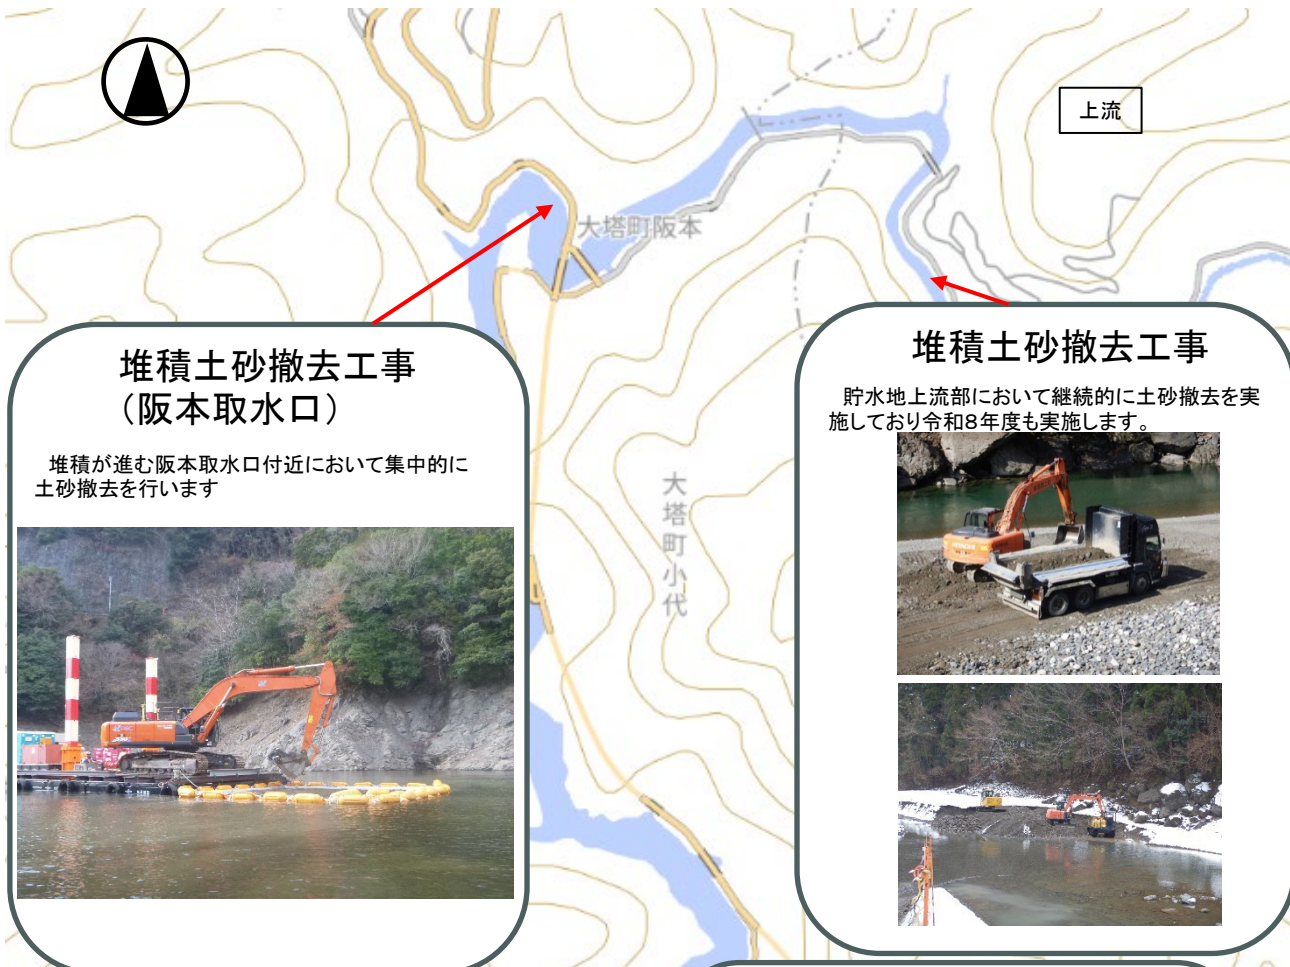 上流
大塔町阪本
堆積土砂撤去工事
（阪本取水口）
堆積が進む阪本取水口付近において集中的に
土砂撤去を行います
堆積土砂撤去工事
貯水地上流部において継続的に土砂撤去を実
施しており令和８年度も実施します。
大塔町小代